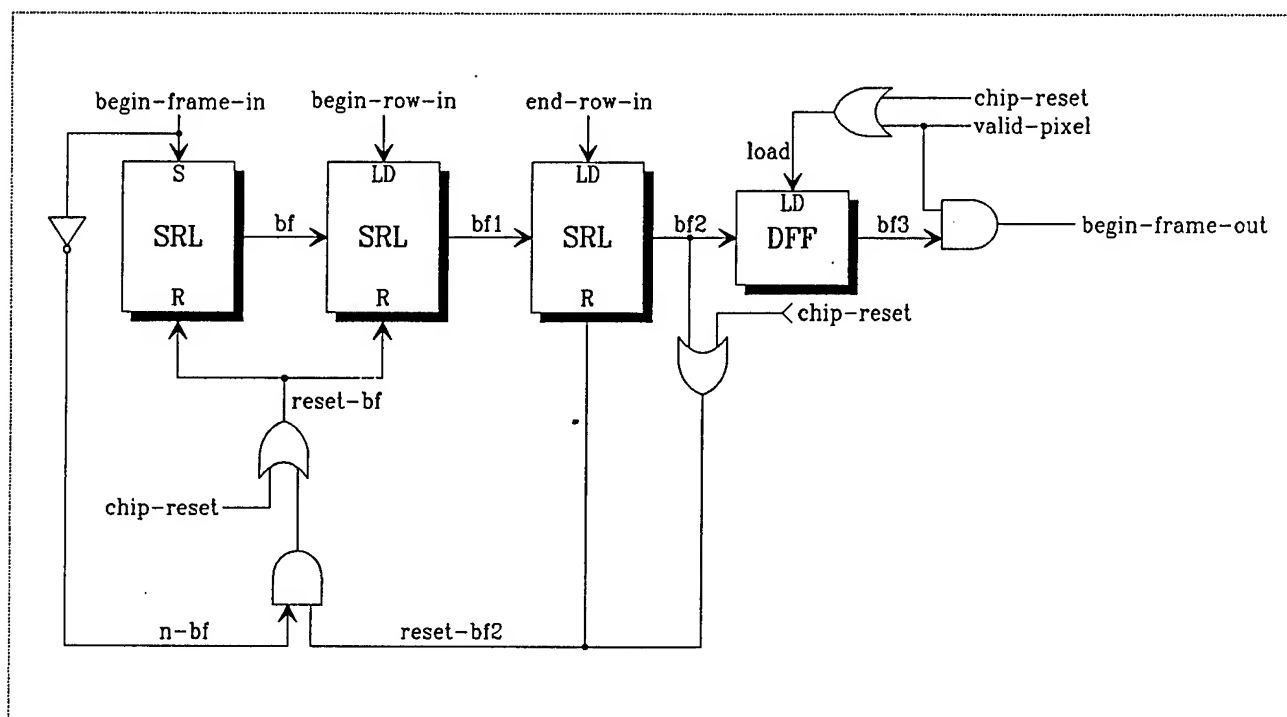 begin-frame-in
begin-row-in
end-row-in
chip-reset
valid-pixel
load
S
LD
LD
LD
SRL
bf
SRL
bf1
SRL
bf2
DFF
bf3
begin-frame-out
R
R
R
chip-reset
reset-bf
chip-reset
n-bf
reset-bf2